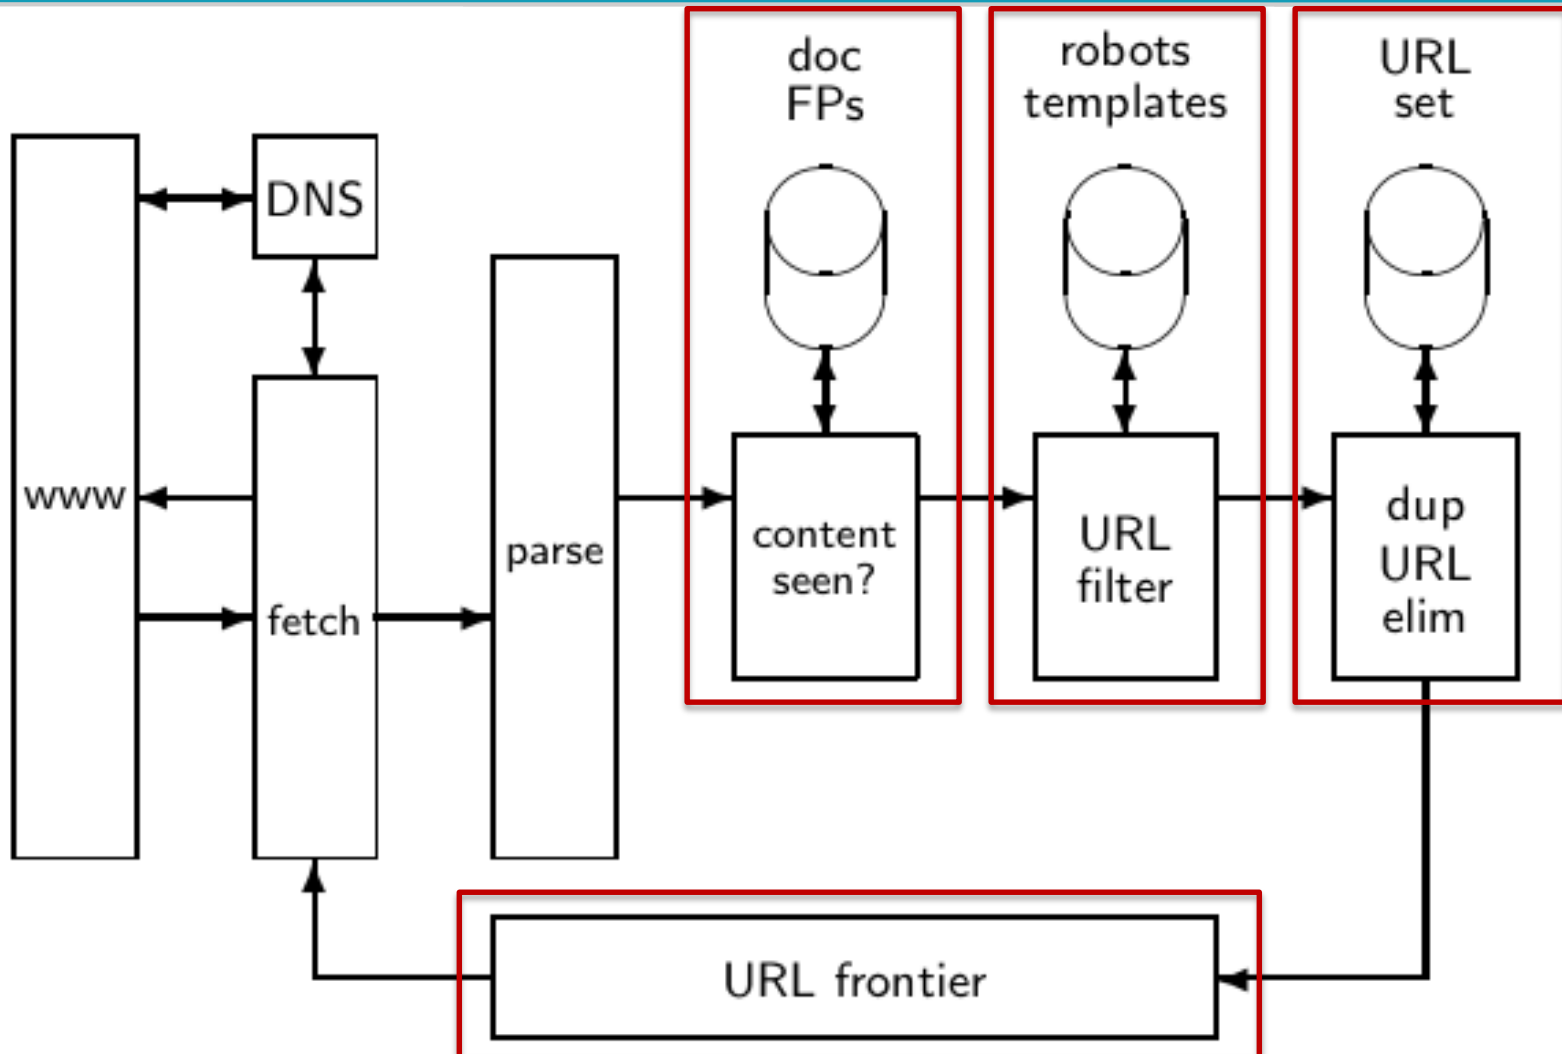 doc
FPs
robots
templates
URL
set
DNS
www
fetch
parse
content
seen?
URL
filter
dup
URL
elim
URL frontier